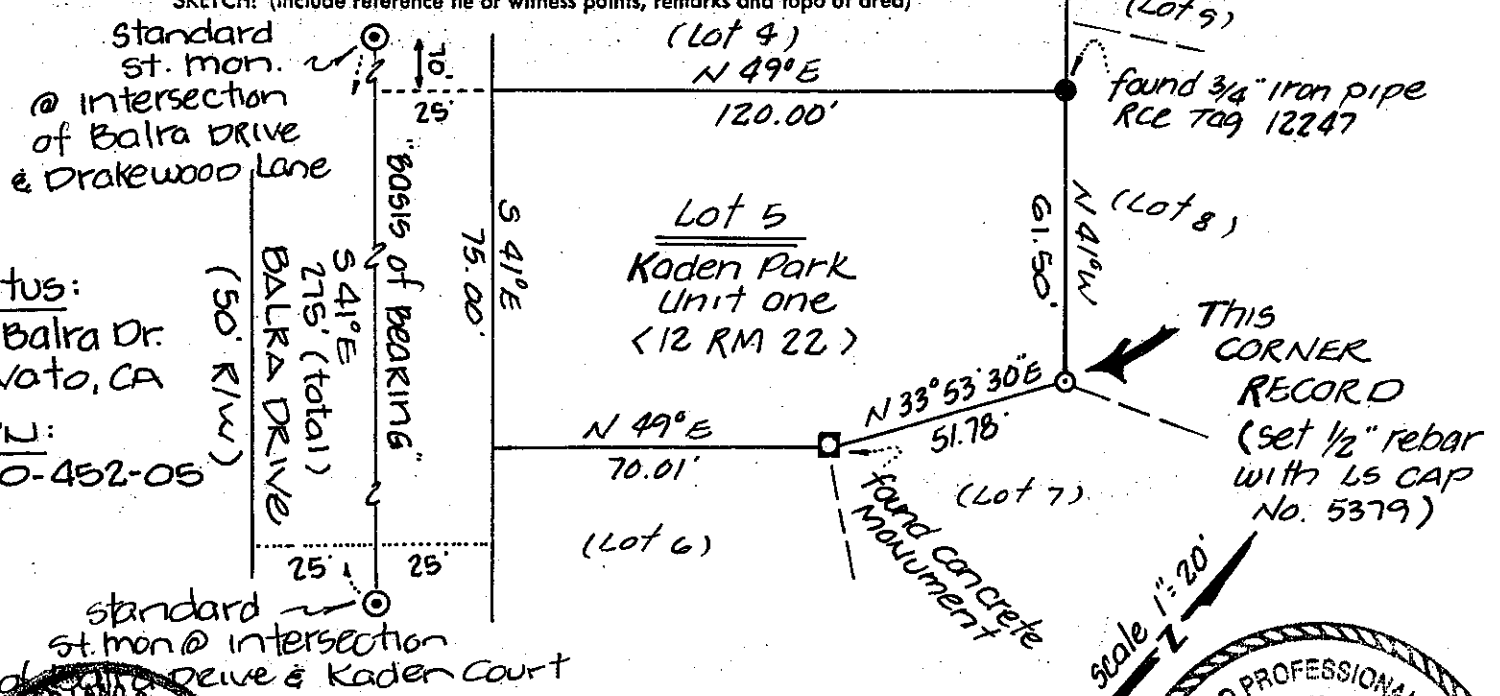 SKETCH: (Include reference tie or witness points, remarks and topo of area)
(Lot 9)
Standard
st. mon.
@ intersection
of Balra DRIVE
& Drakewood Lane
10'
25'
(Lot 4)
N 49°E
120.00'
found 3/4" iron pipe
RCE Tag 12247
"BASIS of BEARING"
S 41°E
275' (total)
BALRA DRIVE
(50' R/W)
S 41°E
75.00'
Lot 5
Kaden Park
Unit one
<12 RM 22>
N 41°W
61.50'
(Lot 8)
tus:
Balra Dr.
vato, CA
N:
0-452-05
THIS
CORNER
RECORD
(set 1/2" rebar
with LS CAP
No. 5379)
N 33°53'30"E
51.78'
N 49°E
70.01'
found concrete
MONUMENT
(Lot 7)
(Lot 6)
25'
25'
standard
st. mon @ intersection
of Balra Drive & Kaden Court
scale 1"=20'
N
PROFESSIONA